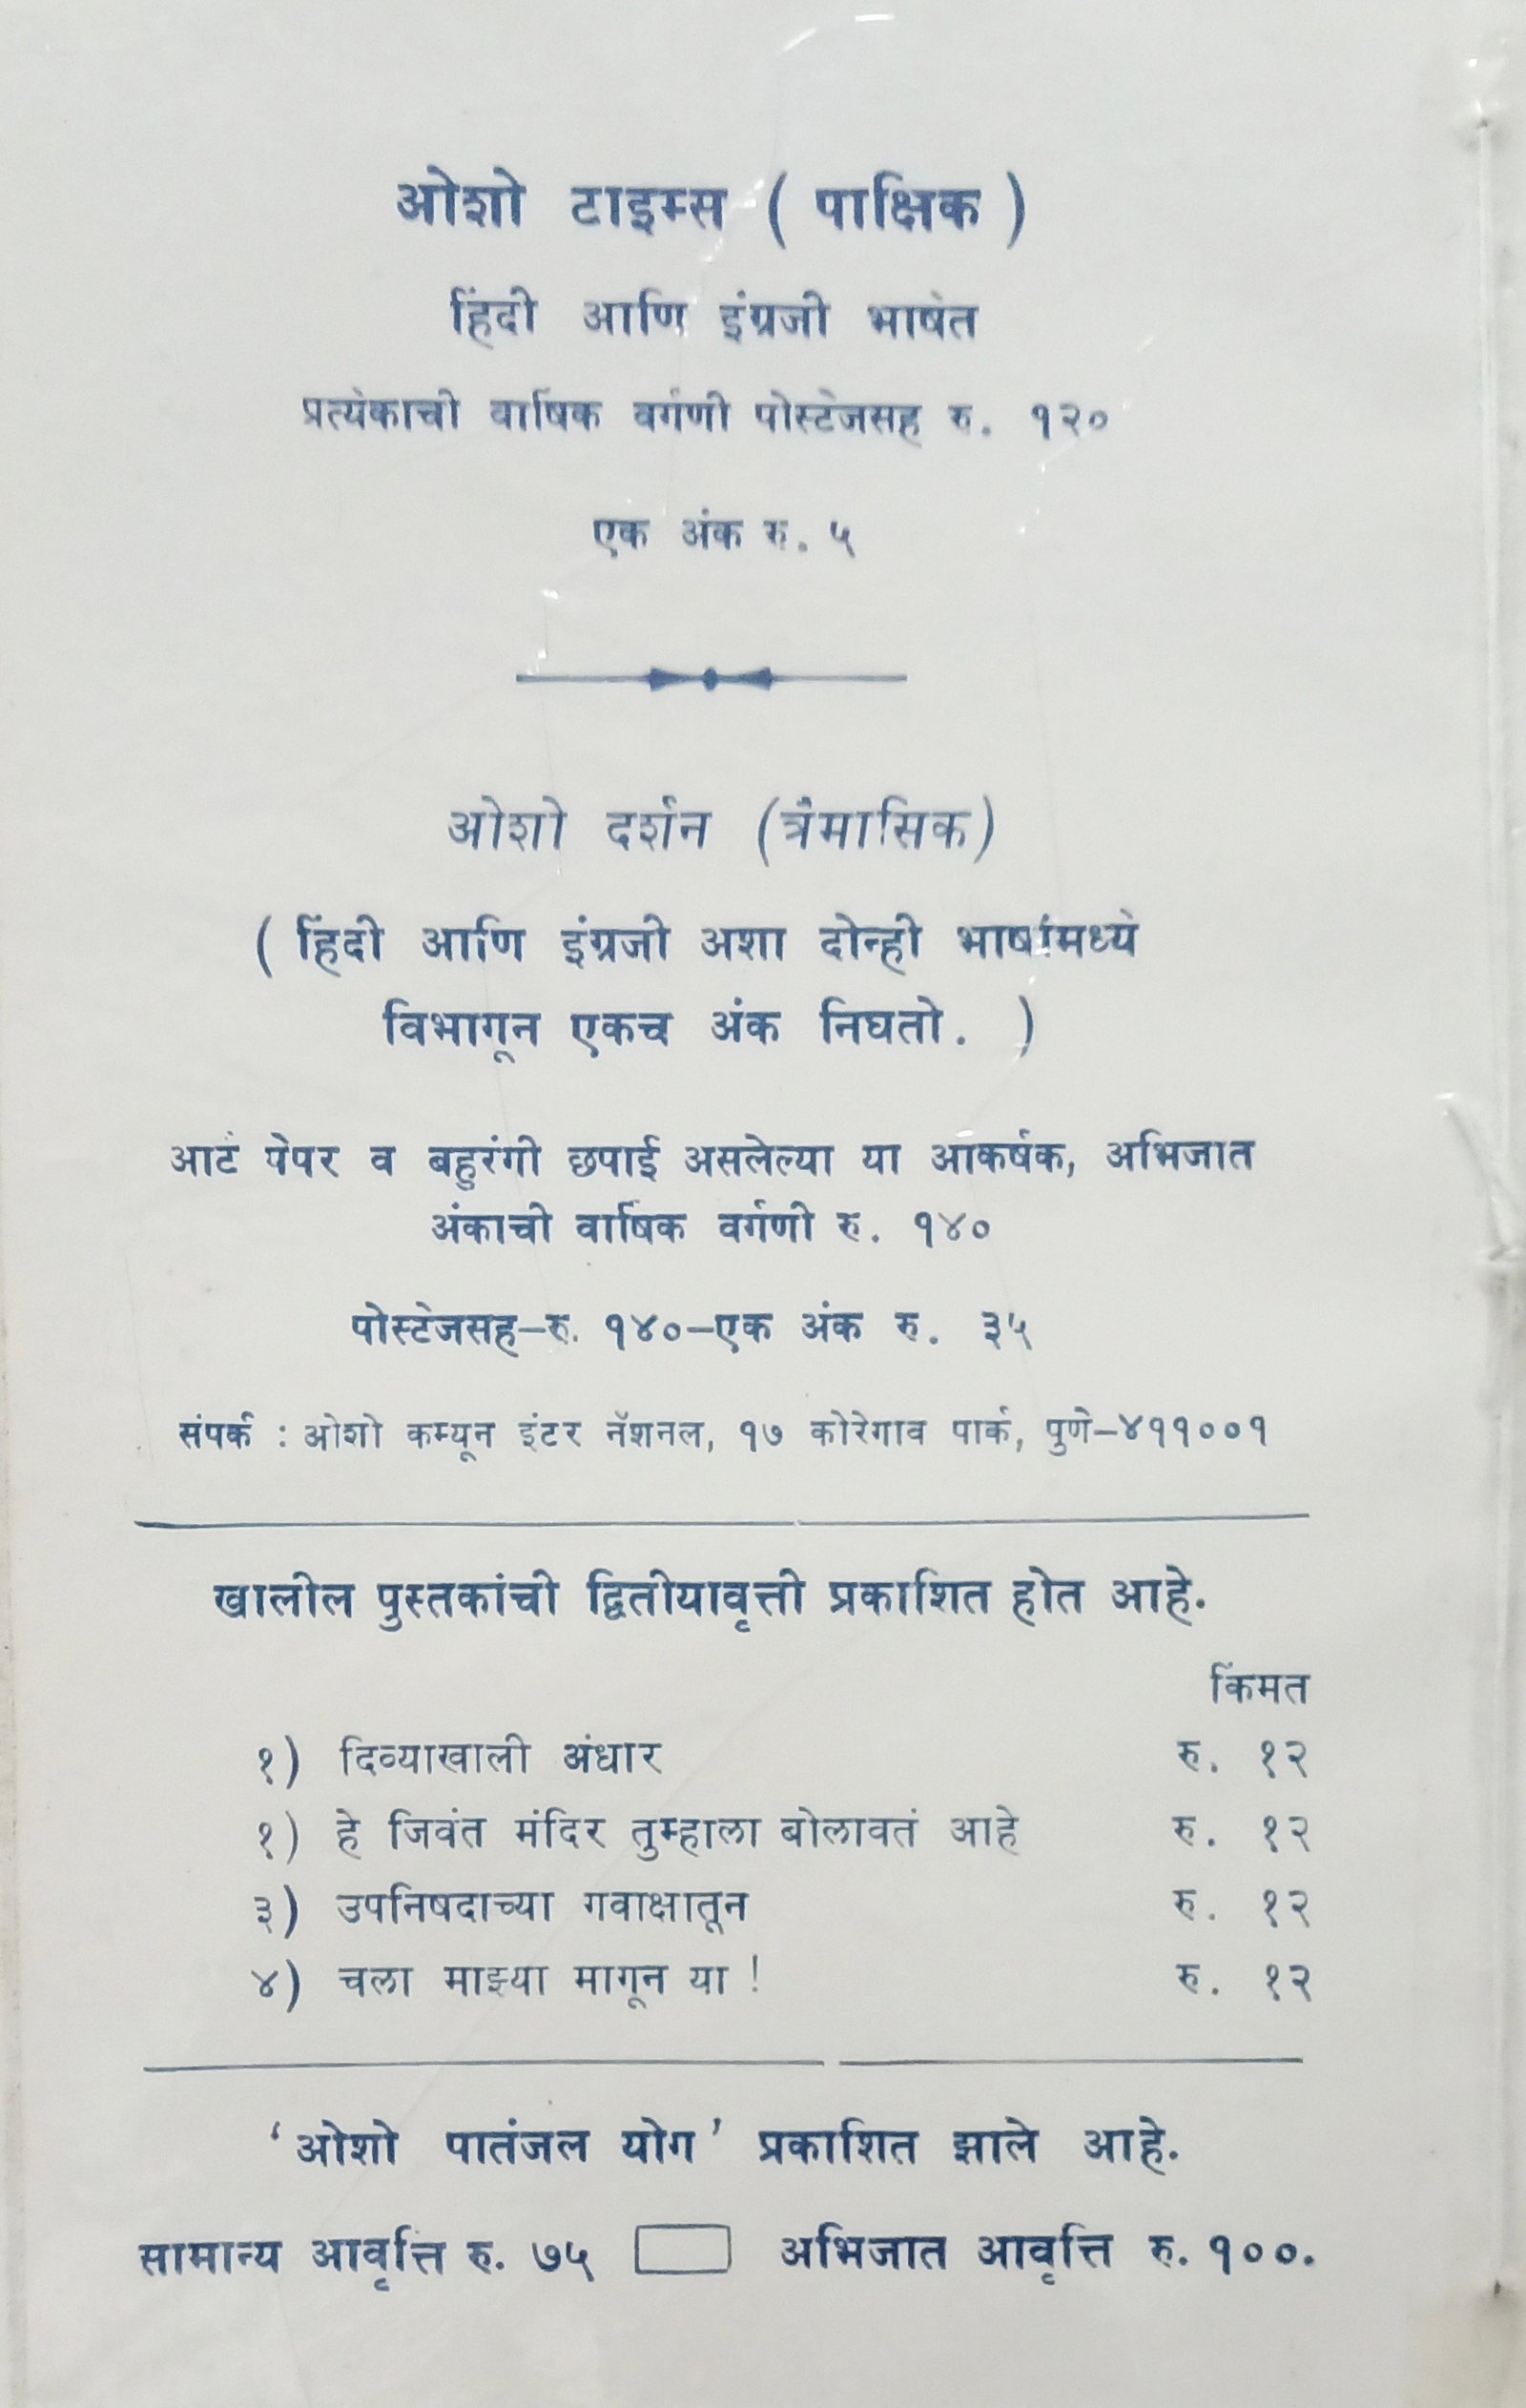 ओशो टाइम्स ( पाक्षिक )
हिंदी आणि इंग्रजी भाषेत
प्रत्येकाची वार्षिक वर्गणी पोस्टेजसह रु. १२०
एक अंक रु. ५
ओशो दर्शन (त्रैमासिक)
( हिंदी आणि इंग्रजी अशा दोन्ही भाषांमध्ये
विभागून एकच अंक निघतो. )
आर्ट पेपर व बहुरंगी छपाई असलेल्या या आकर्षक, अभिजात
अंकाची वार्षिक वर्गणी रु. १४०
पोस्टेजसह–रु. १४०–एक अंक रु. ३५
संपर्क : ओशो कम्यून इंटर नॅशनल, १७ कोरेगाव पार्क, पुणे–४११००१
खालील पुस्तकांची द्वितीयावृत्ती प्रकाशित होत आहे.
किंमत
१) दिव्याखाली अंधार रु. १२
१) हे जिवंत मंदिर तुम्हाला बोलावतं आहे रु. १२
३) उपनिषदाच्या गवाक्षातून रु. १२
४) चला माझ्या मागून या ! रु. १२
‘ओशो पातंजल योग’ प्रकाशित झाले आहे.
सामान्य आवृत्ति रु. ७५ अभिजात आवृत्ति रु. १००.